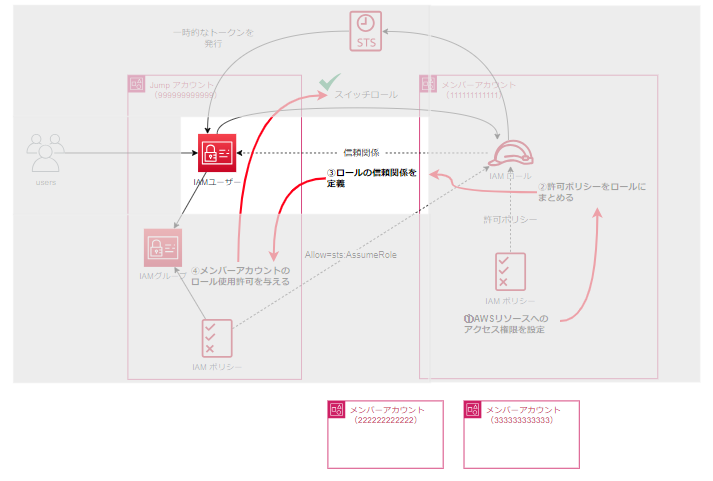 一時的なトークンを
発行
STS
Jump アカウント
（999999999999）
スイッチロール
メンバーアカウント
（111111111111）
users
IAMユーザー
信頼関係
③ロールの信頼関係を
定義
IAM ロール
②許可ポリシーをロールに
まとめる
許可ポリシー
IAMグループ
④メンバーアカウントの
ロール使用許可を与える
Allow=sts:AssumeRole
IAM ポリシー
①AWSリソースへの
アクセス権限を設定
IAM ポリシー
メンバーアカウント
（222222222222）
メンバーアカウント
（333333333333）